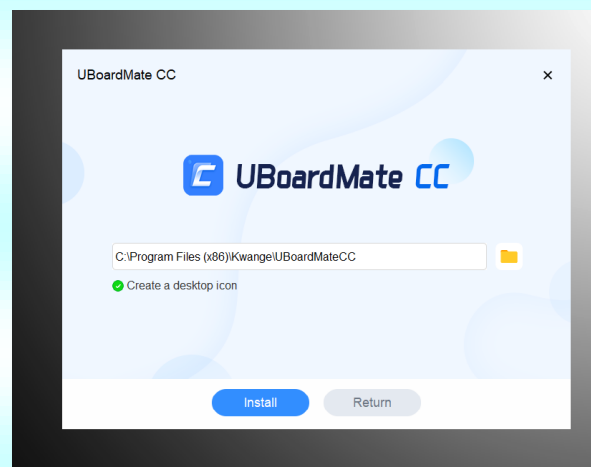 UBoardMate CC
UBoardMate CC
C:\Program Files (x86)\Kwange\UBoardMateCC
Create a desktop icon
Install Return